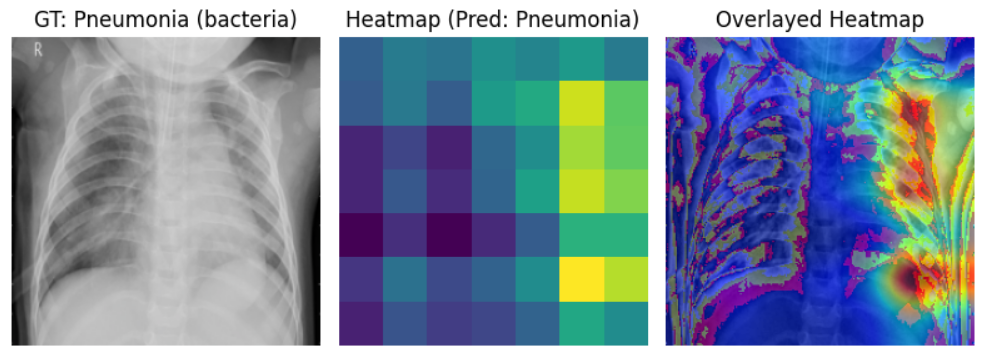 GT: Pneumonia (bacteria)
Heatmap (Pred: Pneumonia)
Overlayed Heatmap
R